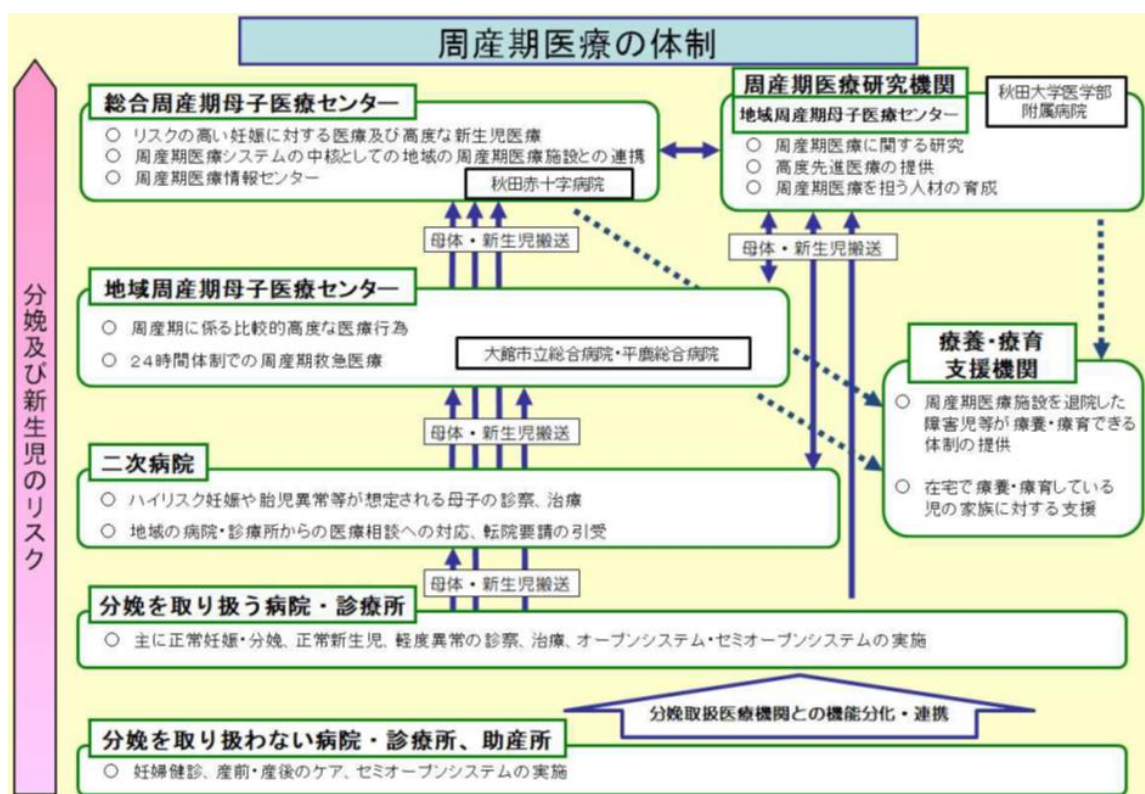 周産期医療の体制
分娩及び新生児のリスク
総合周産期母子医療センター
○ リスクの高い妊娠に対する医療及び高度な新生児医療
○ 周産期医療システムの中核としての地域の周産期医療施設との連携
○ 周産期医療情報センター
秋田赤十字病院
周産期医療研究機関
地域周産期母子医療センター
秋田大学医学部
附属病院
○ 周産期医療に関する研究
○ 高度先進医療の提供
○ 周産期医療を担う人材の育成
母体・新生児搬送
母体・新生児搬送
地域周産期母子医療センター
○ 周産期に係る比較的高度な医療行為
○ 24時間体制での周産期救急医療
大館市立総合病院・平鹿総合病院
療養・療育
支援機関
○ 周産期医療施設を退院した
障害児等が療養・療育できる
体制の提供
○ 在宅で療養・療育している
児の家族に対する支援
母体・新生児搬送
二次病院
○ ハイリスク妊娠や胎児異常等が想定される母子の診察、治療
○ 地域の病院・診療所からの医療相談への対応、転院要請の引受
母体・新生児搬送
分娩を取り扱う病院・診療所
○ 主に正常妊娠・分娩、正常新生児、軽度異常の診察、治療、オープンシステム・セミオープンシステムの実施
分娩取扱医療機関との機能分化・連携
分娩を取り扱わない病院・診療所、助産所
○ 妊婦健診、産前・産後のケア、セミオープンシステムの実施